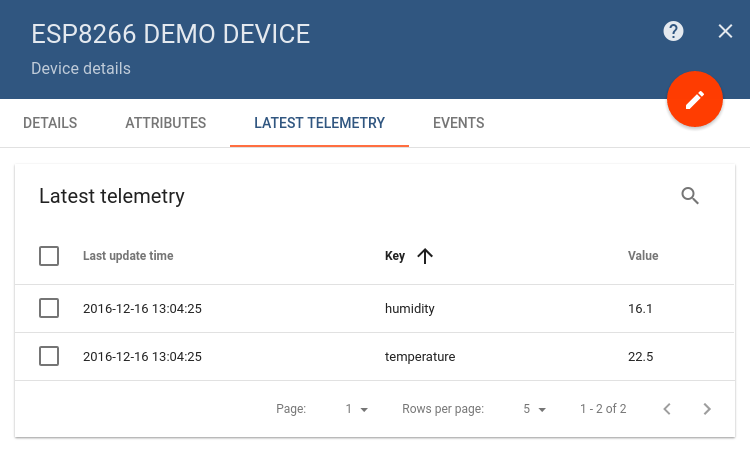 ESP8266 DEMO DEVICE
?
Device details
DETAILS ATTRIBUTES LATEST TELEMETRY EVENTS
Latest telemetry
Last update time Key Value
2016-12-16 13:04:25 humidity 16.1
2016-12-16 13:04:25 temperature 22.5
Page: 1 Rows per page: 5 1 - 2 of 2